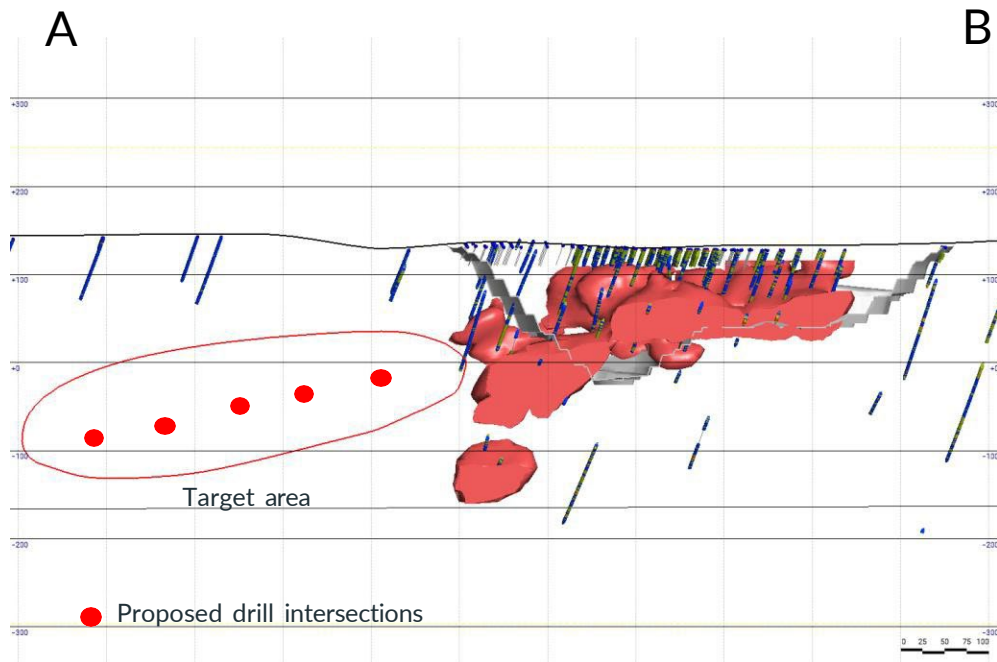 A B
+300 +300
+200 +200
+100 +100
+0 +0
-100 -100
Target area
-200 -200
Proposed drill intersections
-300 -300
0 25 50 75 100